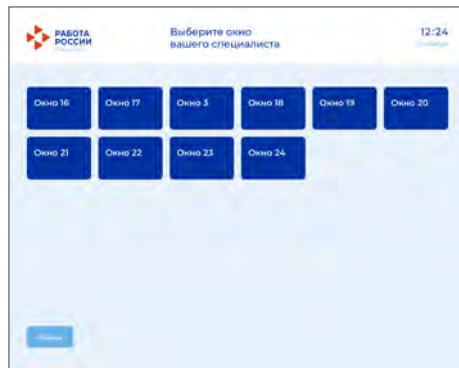 РАБОТА
РОССИИ
Выберите окно
вашего специалиста
12:24
Окно 16
Окно 17
Окно 3
Окно 18
Окно 19
Окно 20
Окно 21
Окно 22
Окно 23
Окно 24